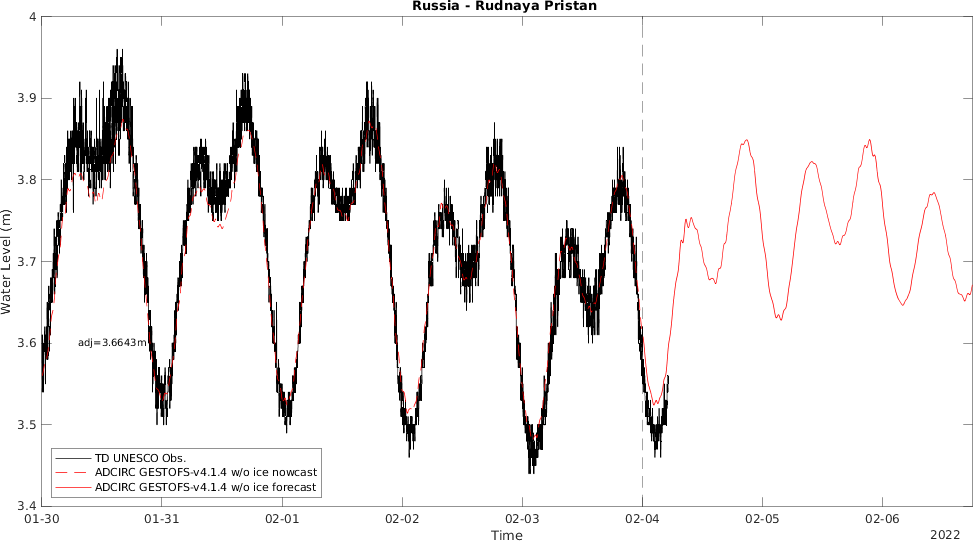 Russia - Rudnaya Pristan
Water Level (m)
4
3.9
3.8
3.7
3.6
3.5
3.4
adj=3.6643m
TD UNESCO Obs.
ADCIRC GESTOFS-v4.1.4 w/o ice nowcast
ADCIRC GESTOFS-v4.1.4 w/o ice forecast
01-30 01-31 02-01 02-02 02-03 02-04 02-05 02-06
Time
2022